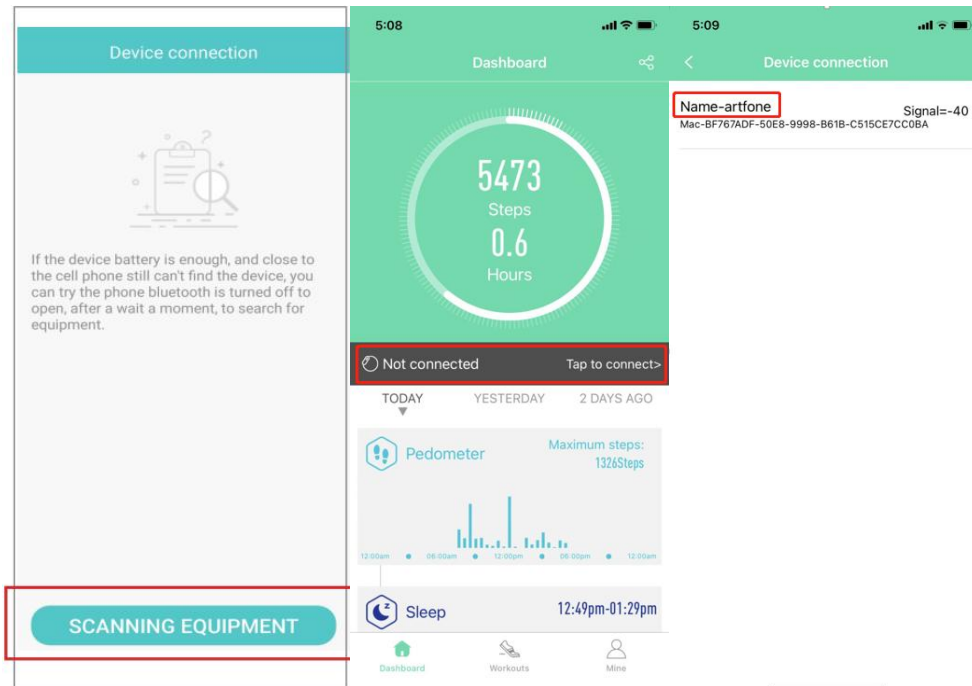 Device connection
If the device battery is enough, and close to
the cell phone still can't find the device, you
can try the phone bluetooth is turned off to
open, after a wait a moment, to search for
equipment.
SCANNING EQUIPMENT
5:08
Dashboard
5473
Steps
0.6
Hours
Not connected Tap to connect>
TODAY YESTERDAY 2 DAYS AGO
Pedometer
Maximum steps:
1326Steps
12:00am 06:00am 12:00pm 06:00pm 12:00am
Sleep 12:49pm-01:29pm
Dashboard Workouts Mine
5:09
Device connection
Name-artfone Signal=-40
Mac-BF767ADF-50E8-9998-B61B-C515CE7CC0BA